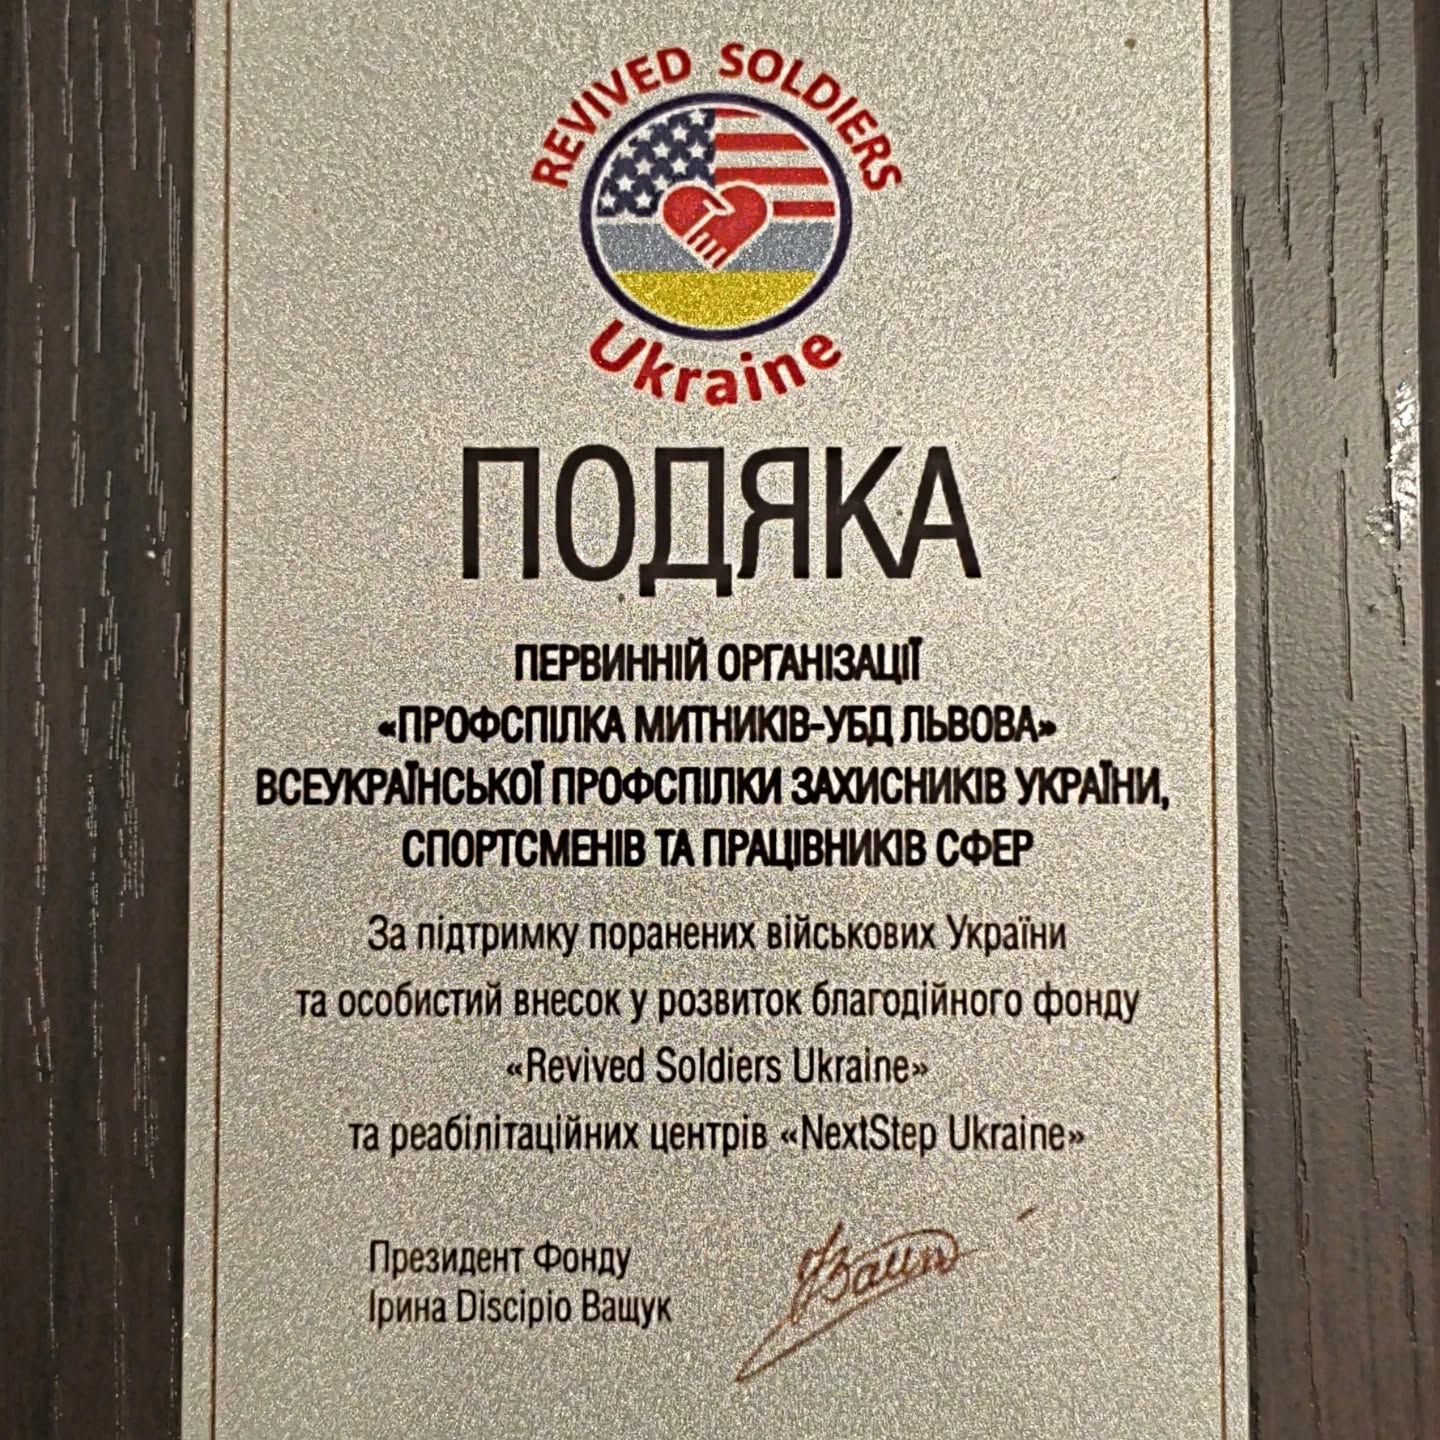 REVIVED SOLDIERS
Ukraine
ПОДЯКА
ПЕРВИННІЙ ОРГАНІЗАЦІЇ
«ПРОФСПІЛКА МИТНИКІВ-УБД ЛЬВОВА»
ВСЕУКРАЇНСЬКОЇ ПРОФСПІЛКИ ЗАХИСНИКІВ УКРАЇНИ,
СПОРТСМЕНІВ ТА ПРАЦІВНИКІВ СФЕР
За підтримку поранених військових України
та особистий внесок у розвиток благодійного фонду
«Revived Soldiers Ukraine»
та реабілітаційних центрів «NextStep Ukraine»
Президент Фонду
Ірина Discipio Ващук